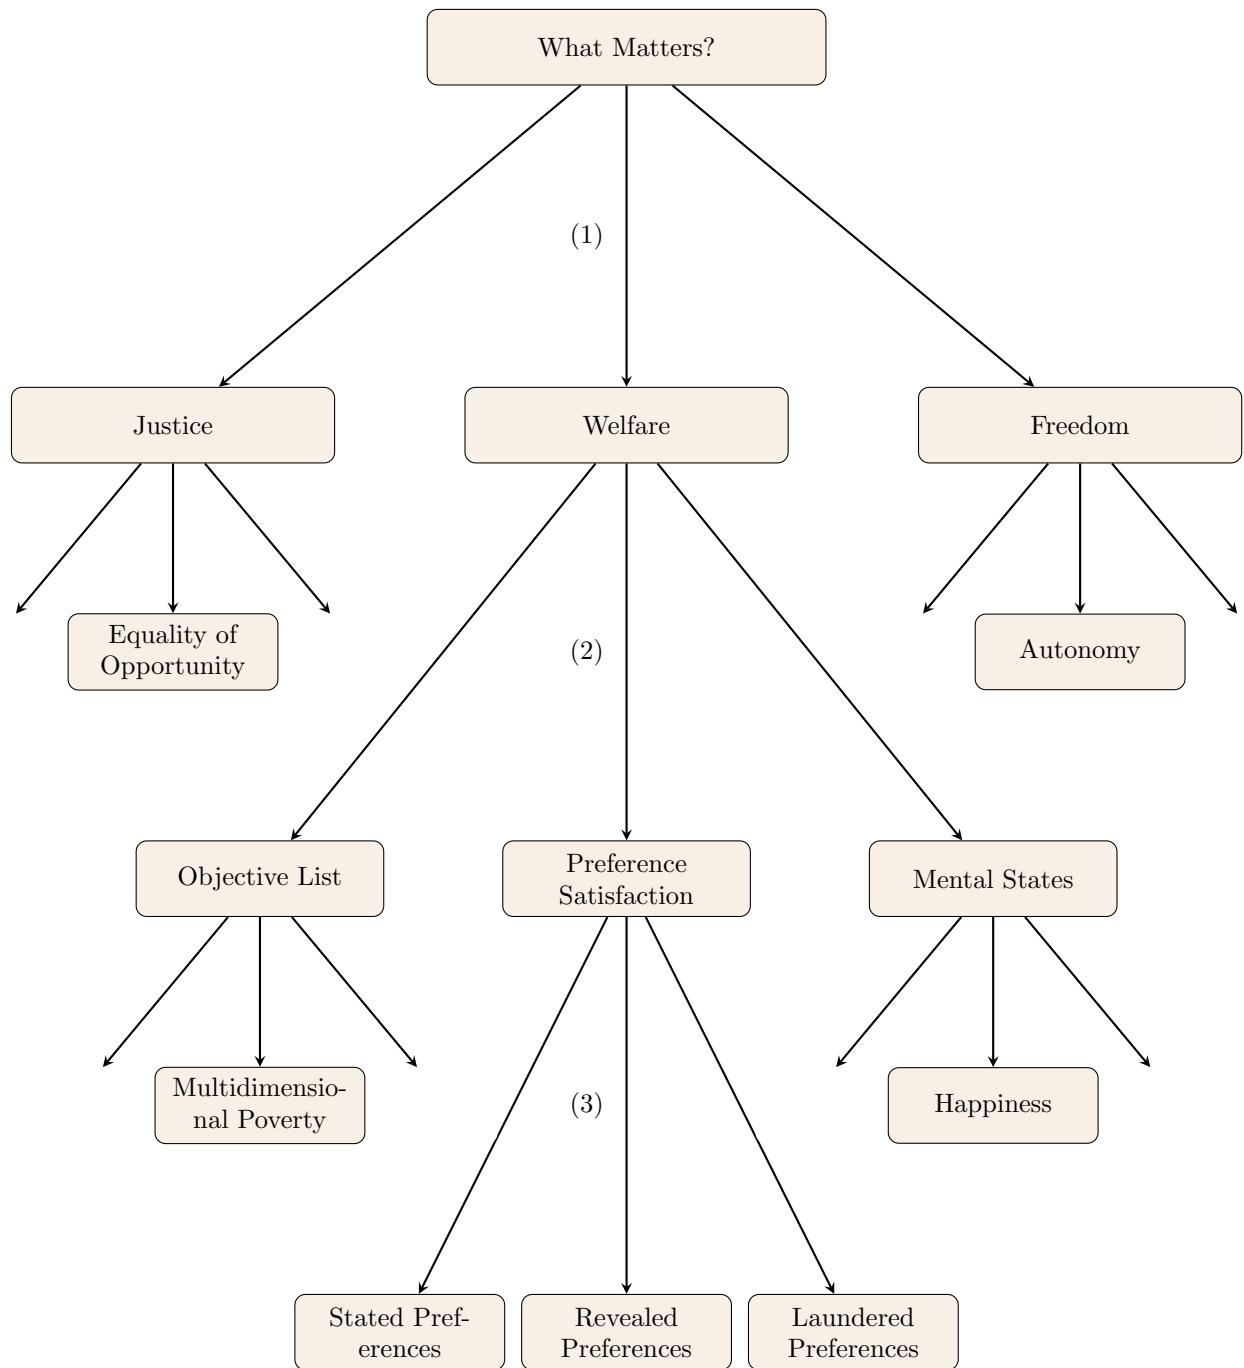 What Matters?
(1)
Justice
Welfare
Freedom
Equality of
Opportunity
(2)
Autonomy
Objective List
Preference
Satisfaction
Mental States
Multidimensio-
nal Poverty
(3)
Happiness
Stated Pref-
erences
Revealed
Preferences
Laundered
Preferences